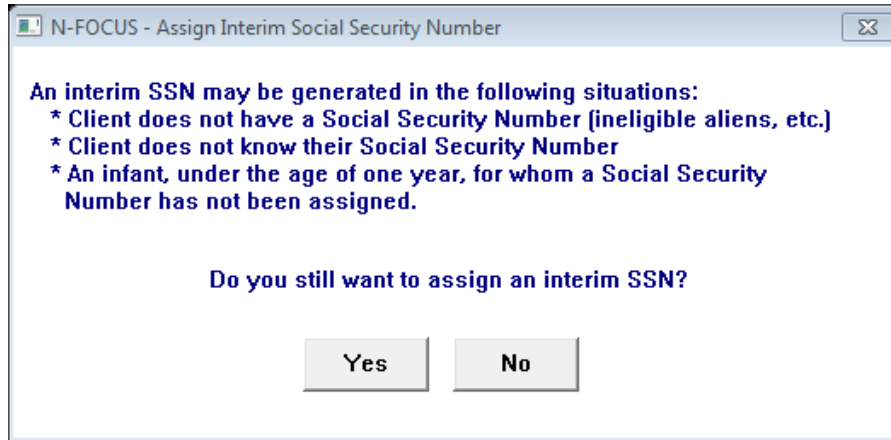 N-FOCUS - Assign Interim Social Security Number
An interim SSN may be generated in the following situations:
* Client does not have a Social Security Number (ineligible aliens, etc.)
* Client does not know their Social Security Number
* An infant, under the age of one year, for whom a Social Security
Number has not been assigned.
Do you still want to assign an interim SSN?
Yes No